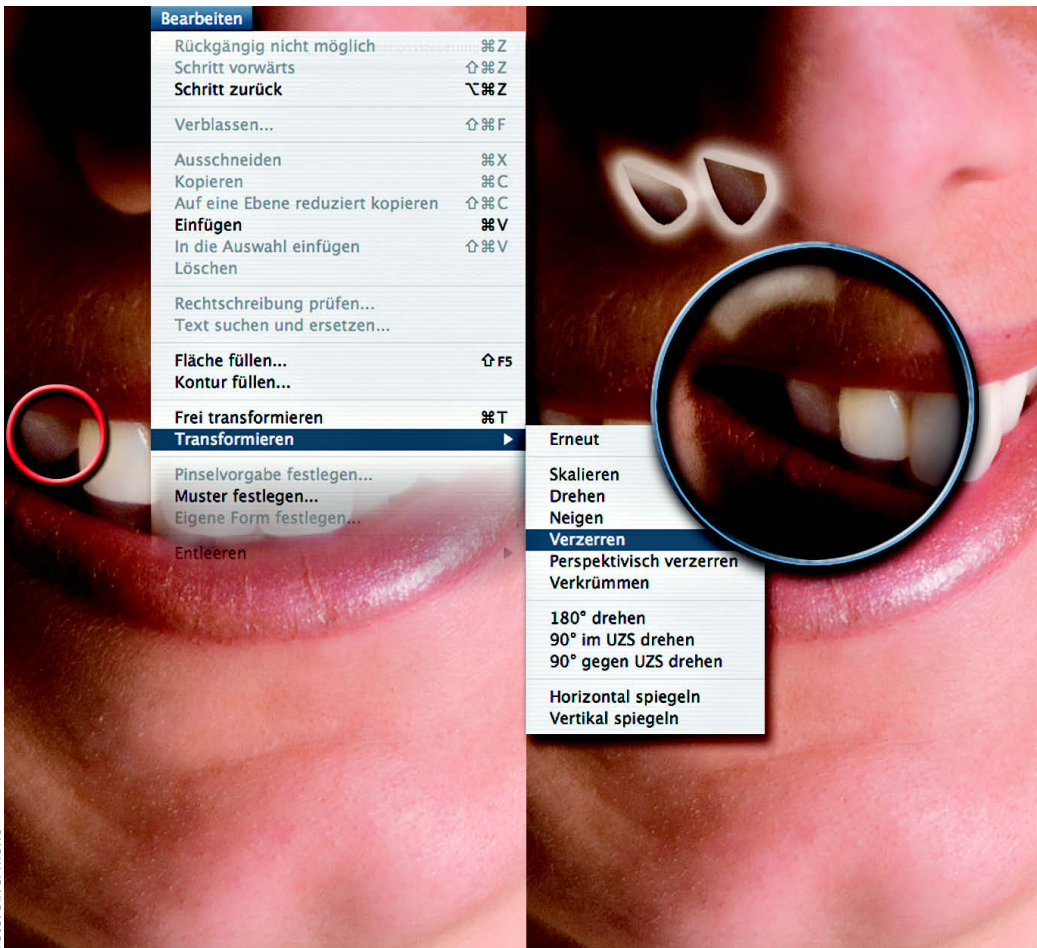 Bearbeiten
Rückgängig nicht möglich ⌘Z
Schritt vorwärts ⇧⌘Z
Schritt zurück ⌥⌘Z
Verblassen... ⇧⌘F
Ausschneiden ⌘X
Kopieren ⌘C
Auf eine Ebene reduziert kopieren ⇧⌘C
Einfügen ⌘V
In die Auswahl einfügen ⇧⌘V
Löschen
Rechtschreibung prüfen...
Text suchen und ersetzen...
Fläche füllen... ⇧F5
Kontur füllen...
Frei transformieren ⌘T
Transformieren ▶
Pinselvorgabe festlegen...
Muster festlegen...
Eigene Form festlegen...
Entleeren ▶
Erneut
Skalieren
Drehen
Neigen
Verzerren
Perspektivisch verzerren
Verkrümmen
180° drehen
90° im UZS drehen
90° gegen UZS drehen
Horizontal spiegeln
Vertikal spiegeln